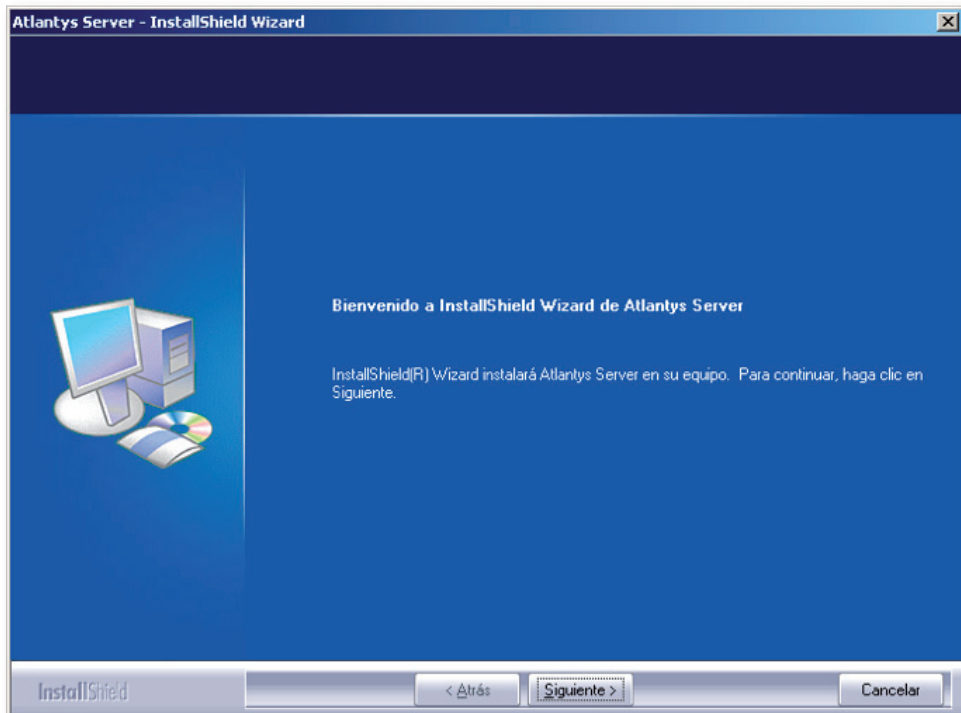 Atlantys Server - InstallShield Wizard
Bienvenido a InstallShield Wizard de Atlantys Server
InstallShield(R) Wizard instalará Atlantys Server en su equipo. Para continuar, haga clic en
Siguiente.
InstallShield
< Atrás
Siguiente >
Cancelar